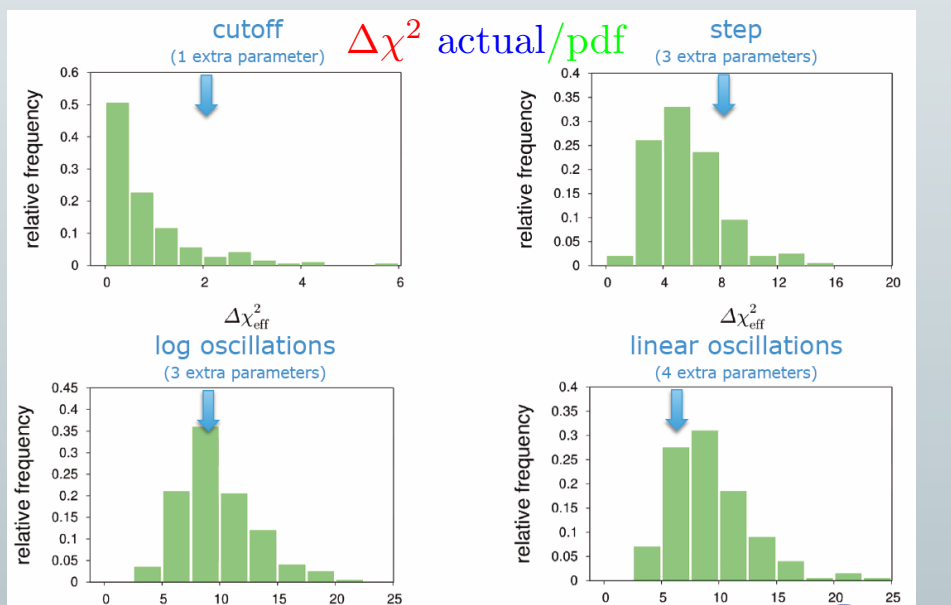 Δχ² actual/pdf
cutoff
(1 extra parameter)
relative frequency
0.6
0.5
0.4
0.3
0.2
0.1
0
0 2 4 6
Δχ²eff
step
(3 extra parameters)
relative frequency
0.4
0.35
0.3
0.25
0.2
0.15
0.1
0.05
0
0 4 8 12 16 20
Δχ²eff
log oscillations
(3 extra parameters)
relative frequency
0.45
0.4
0.35
0.3
0.25
0.2
0.15
0.1
0.05
0
0 5 10 15 20 25
linear oscillations
(4 extra parameters)
relative frequency
0.4
0.35
0.3
0.25
0.2
0.15
0.1
0.05
0
0 5 10 15 20 25